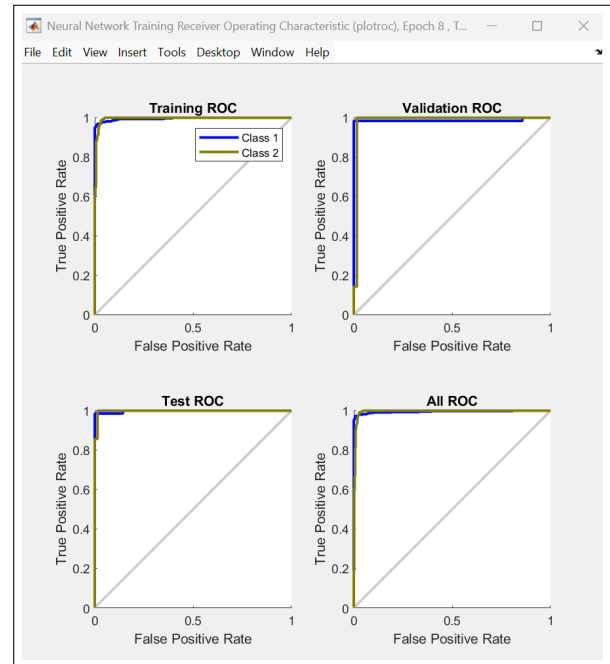 Neural Network Training Receiver Operating Characteristic (plotroc), Epoch 8 , T...
File Edit View Insert Tools Desktop Window Help
Training ROC
1
0.8
0.6
0.4
0.2
0
True Positive Rate
Class 1
Class 2
0 0.5 1
False Positive Rate
Validation ROC
1
0.8
0.6
0.4
0.2
0
True Positive Rate
0 0.5 1
False Positive Rate
Test ROC
1
0.8
0.6
0.4
0.2
0
True Positive Rate
0 0.5 1
False Positive Rate
All ROC
1
0.8
0.6
0.4
0.2
0
True Positive Rate
0 0.5 1
False Positive Rate